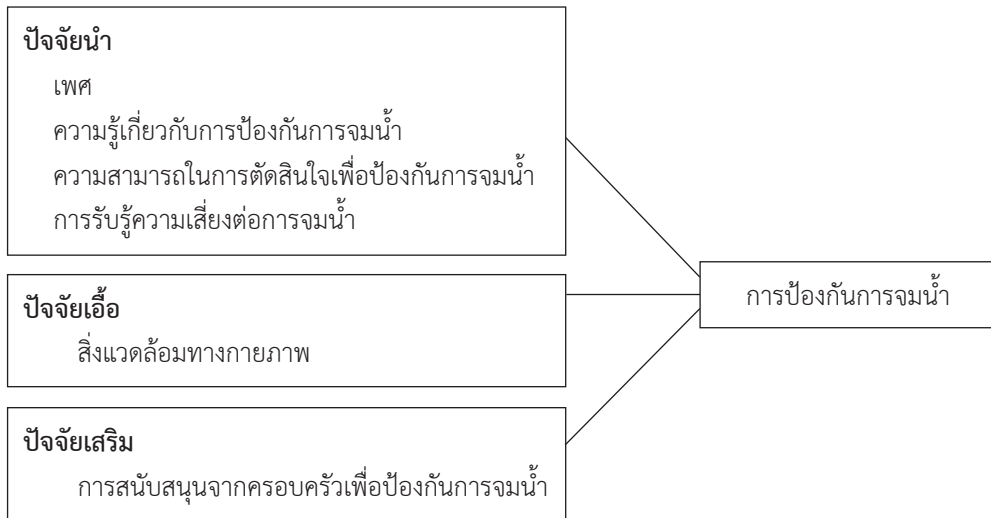 ปัจจัยนำ
เพศ
ความรู้เกี่ยวกับการป้องกันการจมน้ำ
ความสามารถในการตัดสินใจเพื่อป้องกันการจมน้ำ
การรับรู้ความเสี่ยงต่อการจมน้ำ
ปัจจัยเอื้อ
สิ่งแวดล้อมทางกายภาพ
ปัจจัยเสริม
การสนับสนุนจากครอบครัวเพื่อป้องกันการจมน้ำ
การป้องกันการจมน้ำ